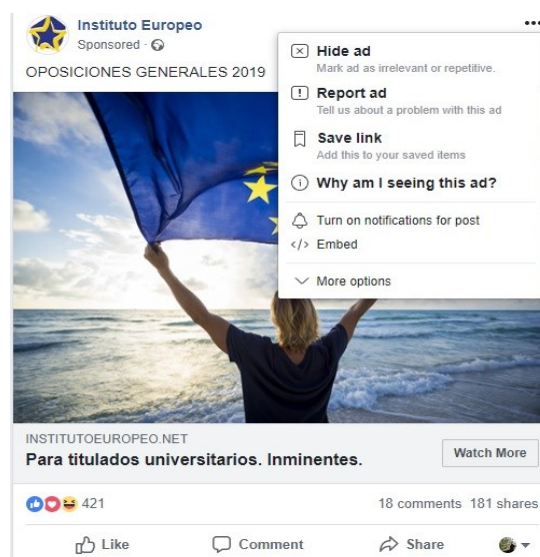 Instituto Europeo
Sponsored ·
OPOSICIONES GENERALES 2019
Hide ad
Mark ad as irrelevant or repetitive.
Report ad
Tell us about a problem with this ad
Save link
Add this to your saved items
Why am I seeing this ad?
Turn on notifications for post
</> Embed
More options
INSTITUTOEUROPEO.NET
Para titulados universitarios. Inminentes.
Watch More
421
18 comments 181 shares
Like Comment Share